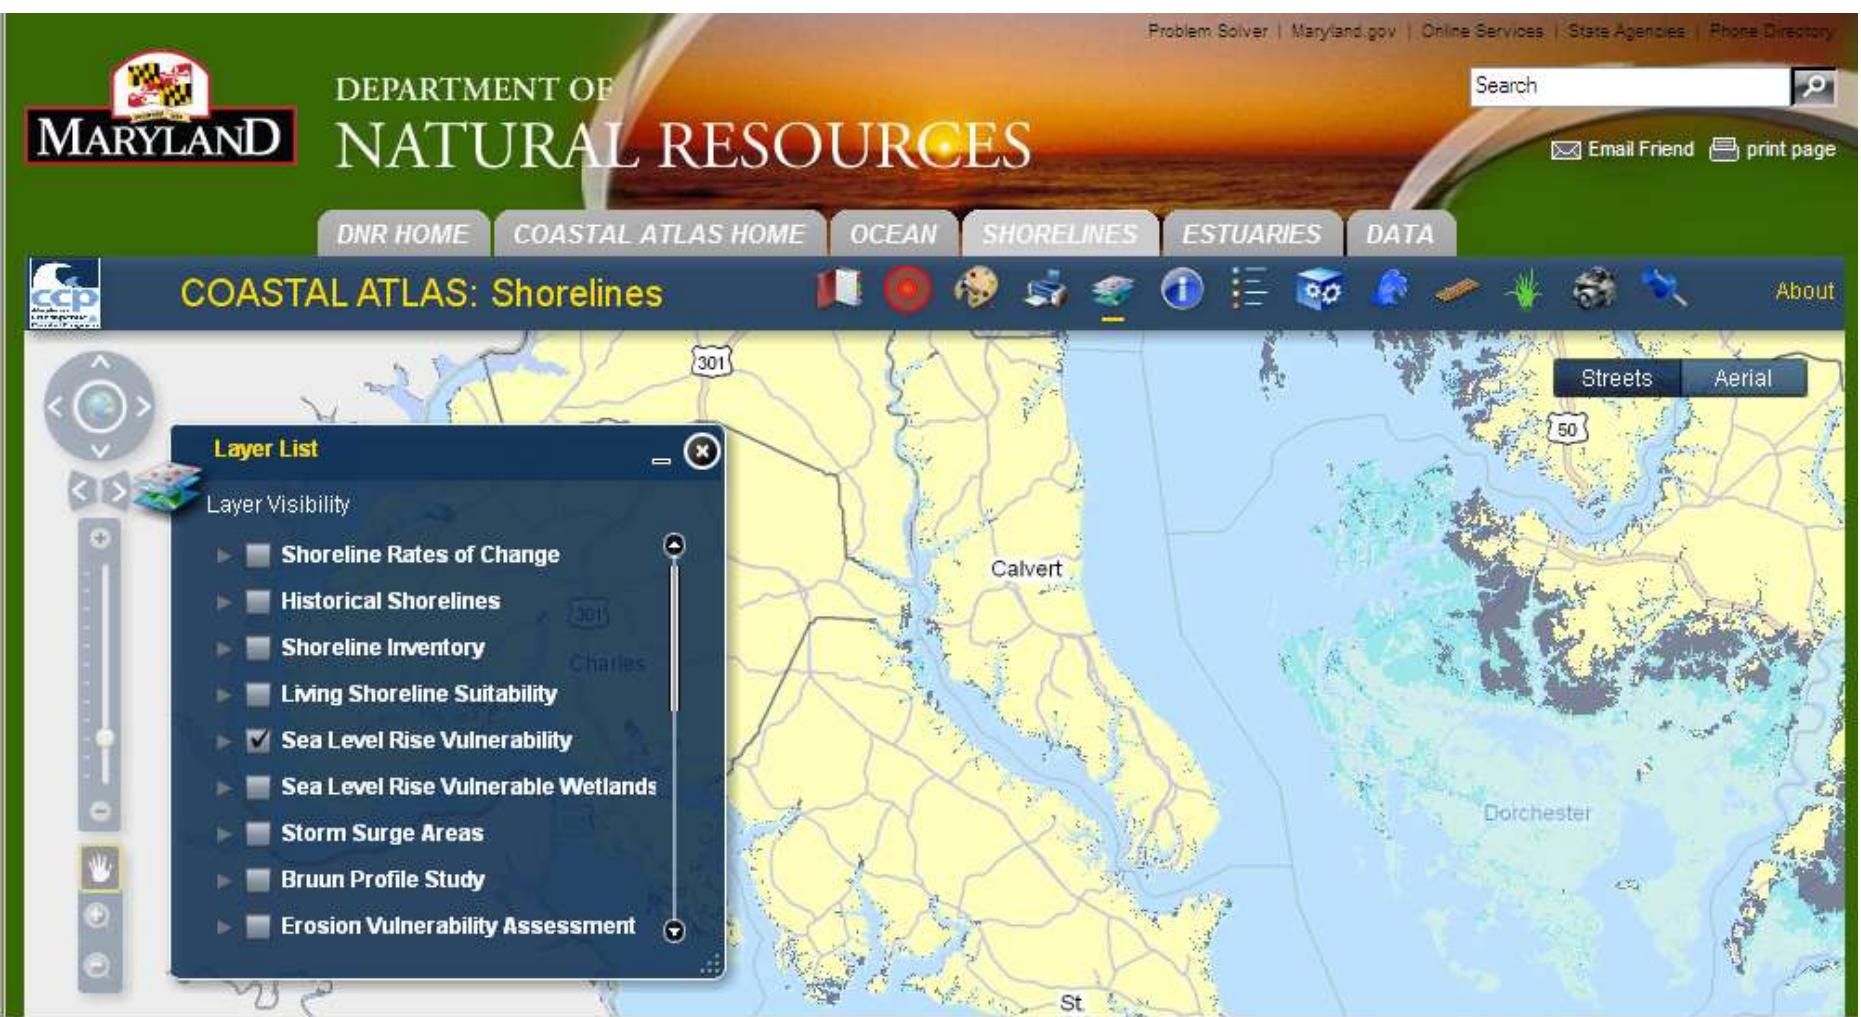 Problem Solver | Maryland.gov | Online Services | State Agencies | Phone Directory
MARYLAND
DEPARTMENT OF
NATURAL RESOURCES
Search
Email Friend print page
DNR HOME COASTAL ATLAS HOME OCEAN SHORELINES ESTUARIES DATA
ccp
COASTAL ATLAS: Shorelines
About
301
Streets Aerial
50
Layer List
Layer Visibility
Shoreline Rates of Change
Historical Shorelines
301
Shoreline Inventory
Charles
Living Shoreline Suitability
Sea Level Rise Vulnerability
Sea Level Rise Vulnerable Wetlands
Storm Surge Areas
Bruun Profile Study
Erosion Vulnerability Assessment
Calvert
Dorchester
St.